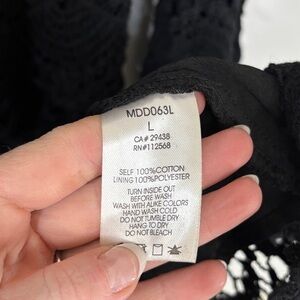 MDD063L
L
CA# 29438
RN#112568
SELF 100%COTTON
LINING 100%POLYESTER
TURN INSIDE OUT
BEFORE WASH
WASH WITH ALIKE COLORS
HAND WASH COLD
DO NOT TUMBLE DRY
HANG TO DRY
DO NOT BLEACH